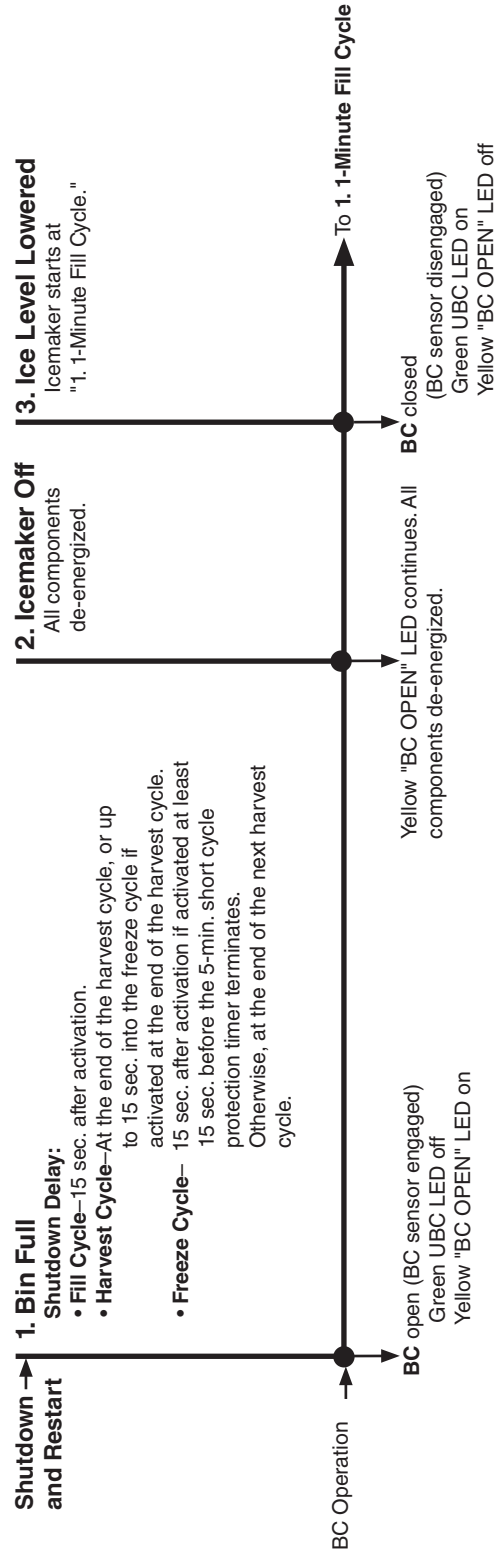 Shutdown
and Restart
1. Bin Full
Shutdown Delay:
• Fill Cycle–15 sec. after activation.
• Harvest Cycle–At the end of the harvest cycle, or up
to 15 sec. into the freeze cycle if
activated at the end of the harvest cycle.
• Freeze Cycle– 15 sec. after activation if activated at least
15 sec. before the 5-min. short cycle
protection timer terminates.
Otherwise, at the end of the next harvest
cycle.
2. Icemaker Off
All components
de-energized.
3. Ice Level Lowered
Icemaker starts at
"1. 1-Minute Fill Cycle."
BC Operation
To 1. 1-Minute Fill Cycle
BC open (BC sensor engaged)
Green UBC LED off
Yellow "BC OPEN" LED on
Yellow "BC OPEN" LED continues. All
components de-energized.
BC closed
(BC sensor disengaged)
Green UBC LED on
Yellow "BC OPEN" LED off